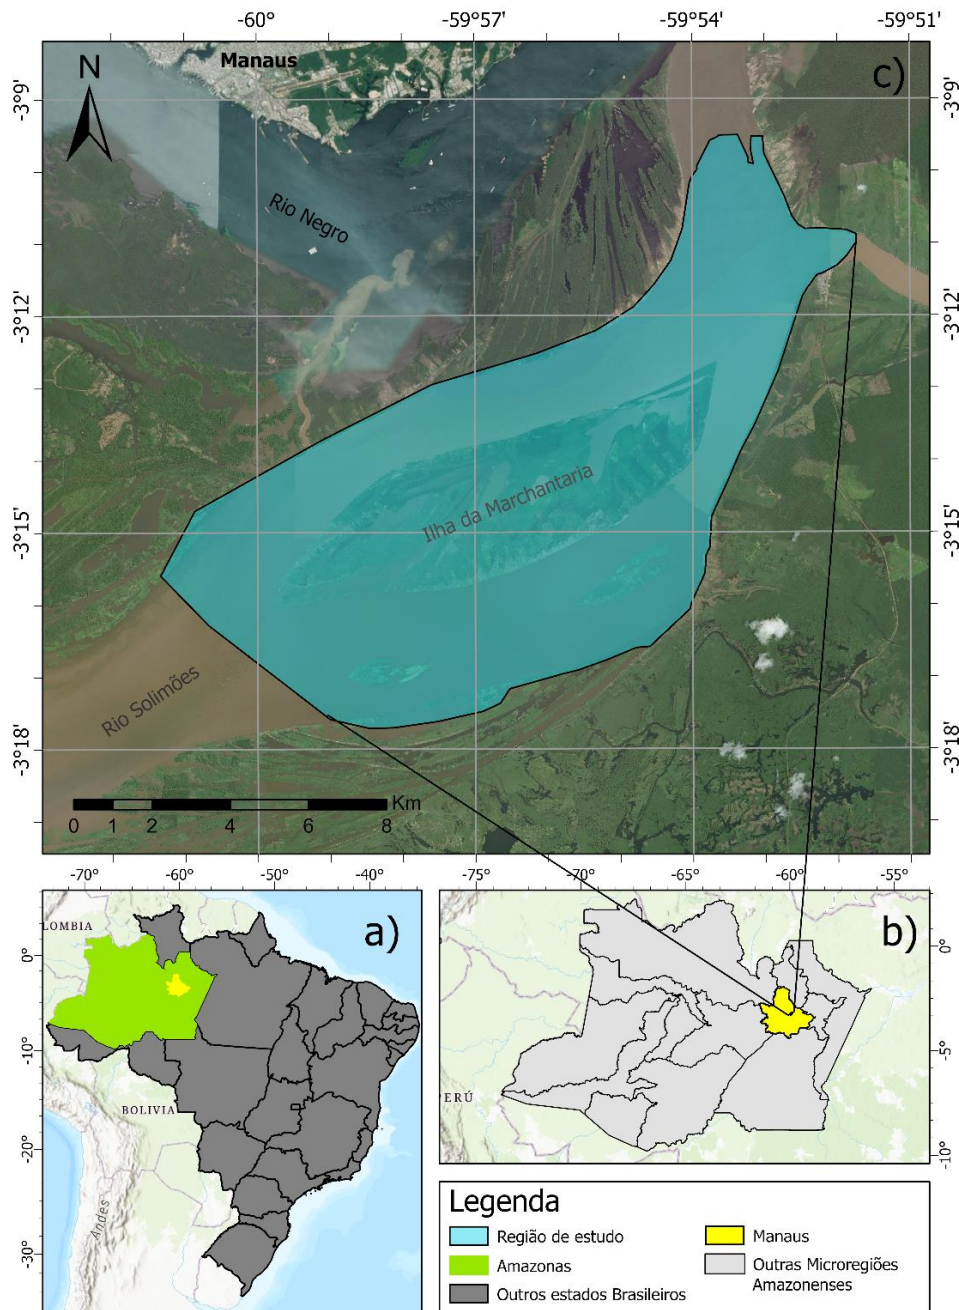 -60° -59°57' -59°54' -59°51'
Manaus
N
c)
-3°9' -3°9'
Rio Negro
-3°12' -3°12'
Ilha da Marchantaria
-3°15' -3°15'
Rio Solimões
-3°18' -3°18'
Km
0 1 2 4 6 8
-70° -60° -50° -40°
-75° -70° -65° -60° -55°
LOMBIA
a)
b)
0°
-10°
-20°
-30°
BOLIVIA
Andes
0°
-5°
-10°
PERÚ
Legenda
Região de estudo
Amazonas
Outros estados Brasileiros
Manaus
Outras Microregiões
Amazonenses